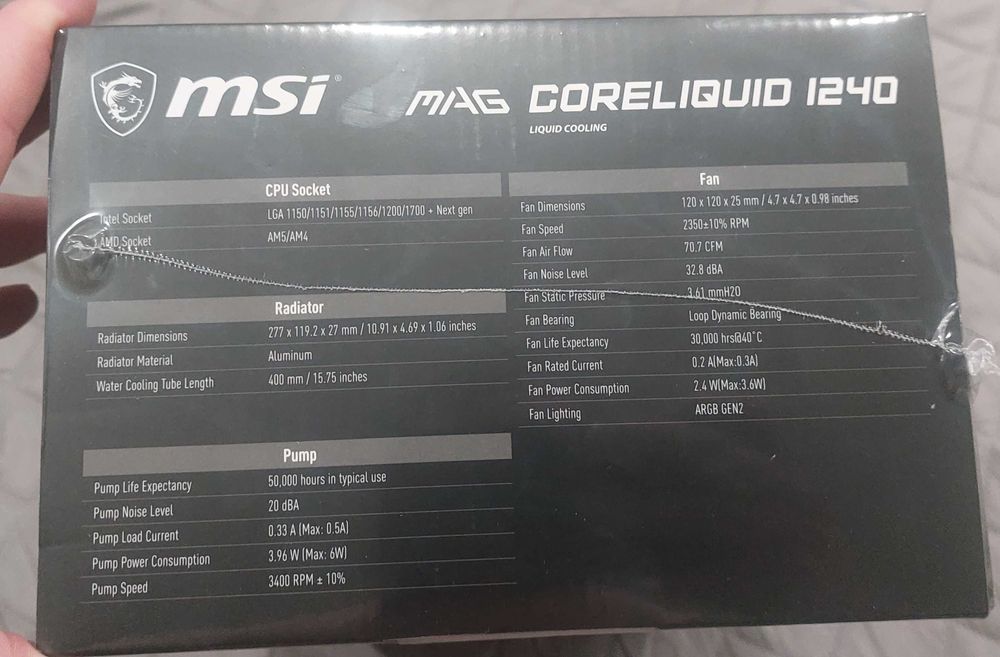 msi® MAG CORELIQUID I240
LIQUID COOLING
CPU Socket
Intel Socket LGA 1150/1151/1155/1156/1200/1700 + Next gen
AMD Socket AM5/AM4
Radiator
Radiator Dimensions 277 x 119.2 x 27 mm / 10.91 x 4.69 x 1.06 inches
Radiator Material Aluminum
Water Cooling Tube Length 400 mm / 15.75 inches
Pump
Pump Life Expectancy 50,000 hours in typical use
Pump Noise Level 20 dBA
Pump Load Current 0.33 A (Max: 0.5A)
Pump Power Consumption 3.96 W (Max: 6W)
Pump Speed 3400 RPM ± 10%
Fan
Fan Dimensions 120 x 120 x 25 mm / 4.7 x 4.7 x 0.98 inches
Fan Speed 2350±10% RPM
Fan Air Flow 70.7 CFM
Fan Noise Level 32.8 dBA
Fan Static Pressure 3.61 mmH2O
Fan Bearing Loop Dynamic Bearing
Fan Life Expectancy 30,000 hrs@40°C
Fan Rated Current 0.2 A(Max:0.3A)
Fan Power Consumption 2.4 W(Max:3.6W)
Fan Lighting ARGB GEN2